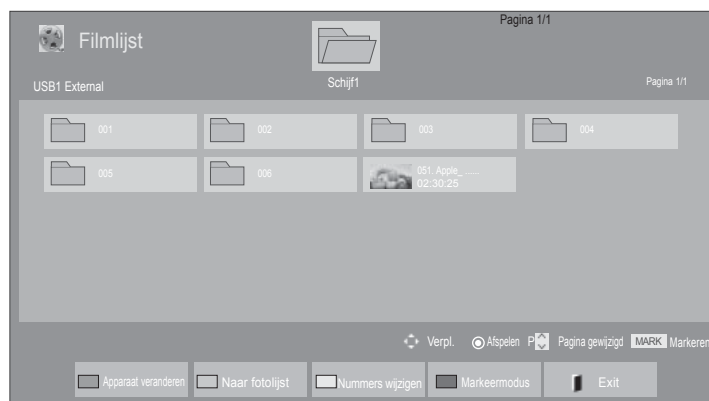 Pagina 1/1
Filmlijst
Schijf1
USB1 External
Pagina 1/1
001
002
003
004
005
006
051. Apple_ ......
02:30:25
Verpl.
Afspelen
P
Pagina gewijzigd
MARK
Markeren
Apparaat veranderen
Naar fotolijst
Nummers wijzigen
Markeermodus
Exit